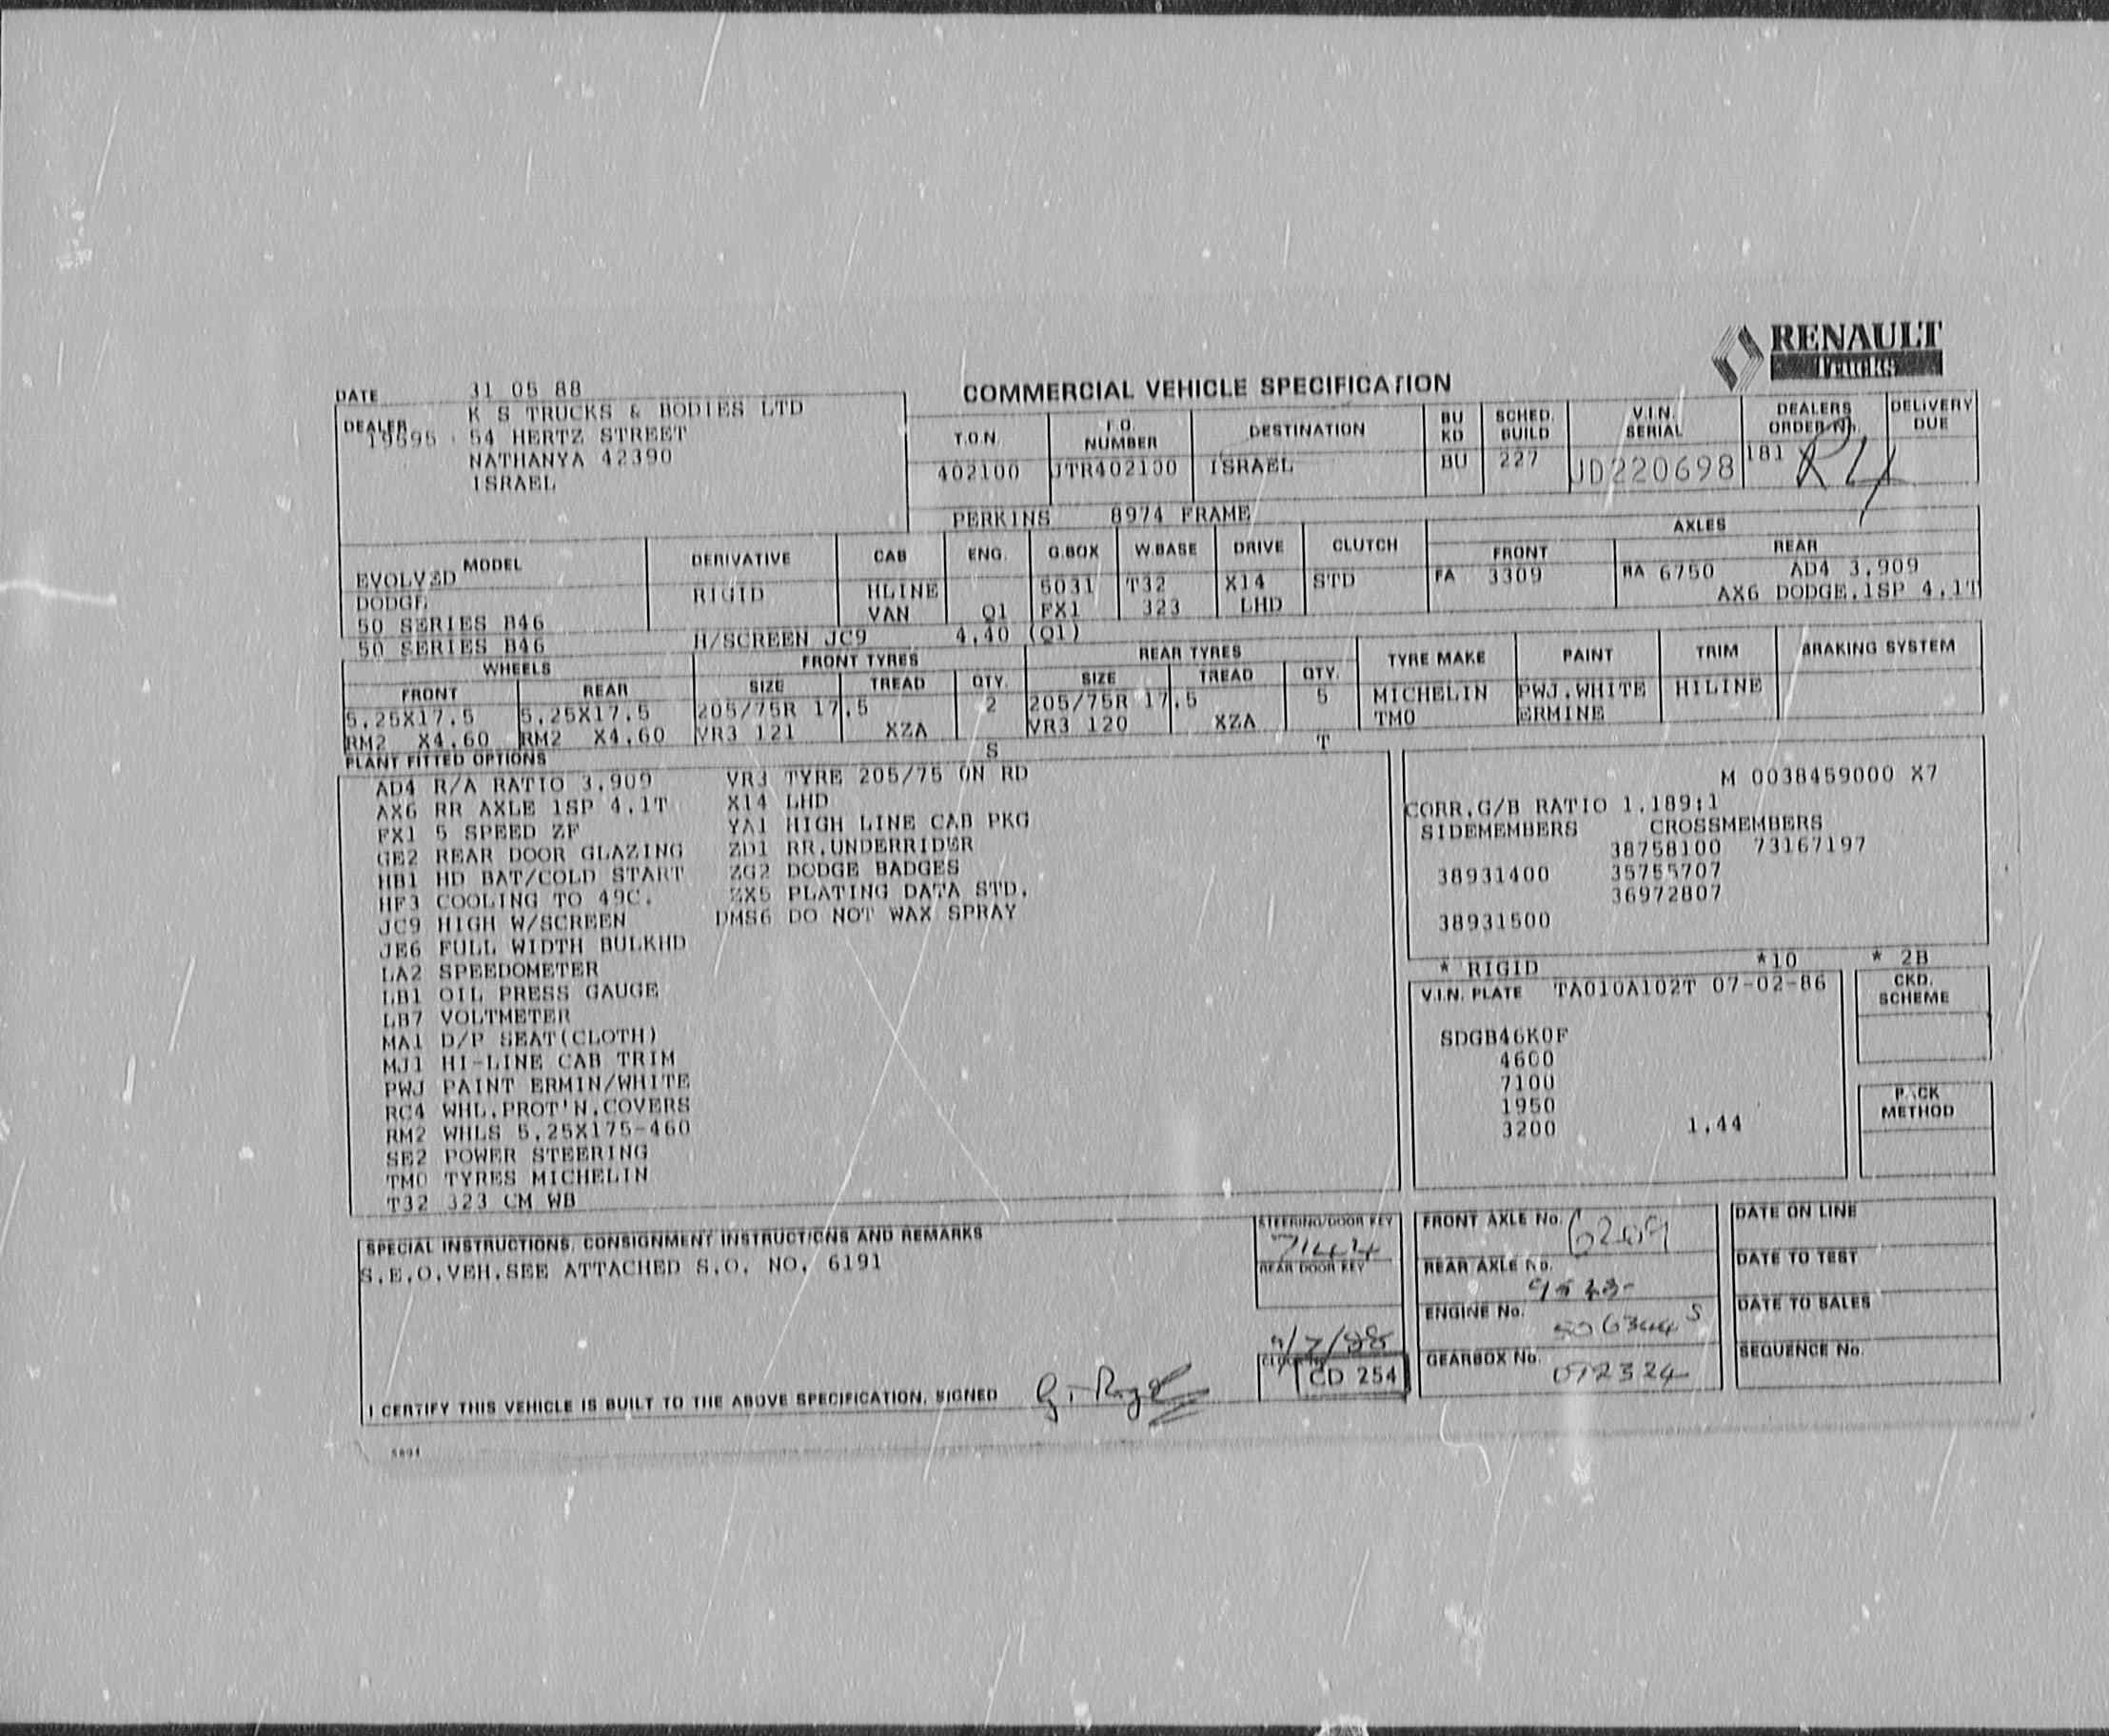 RENAULT
TRUCKS
COMMERCIAL VEHICLE SPECIFICATION
DATE 31 05 88
DEALER K S TRUCKS & BODIES LTD
54 HERTZ STREET
NATHANYA 42390
ISRAEL
T.O.N. F.O. NUMBER DESTINATION BU KD SCHED. BUILD V.I.N. SERIAL DEALERS ORDER No. DELIVERY DUE
402100 JTR402100 ISRAEL BU 227 JD220698 181 R4
PERKINS 8974 FRAME
MODEL DERIVATIVE CAB ENG. G.BOX W.BASE DRIVE CLUTCH AXLES FRONT REAR
EVOLVED RIGID HLINE 5031 T32 X14 STD FA 3309 RA 6750 AD4 3.909
DODGE VAN Q1 FX1 323 LHD AX6 DODGE.1SP 4.1T
50 SERIES B46
50 SERIES B46 H/SCREEN JC9 4.40 (Q1)
WHEELS FRONT TYRES REAR TYRES TYRE MAKE PAINT TRIM BRAKING SYSTEM
FRONT REAR SIZE TREAD QTY. SIZE TREAD QTY.
5.25X17.5 5.25X17.5 205/75R 17.5 2 205/75R 17.5 5 MICHELIN PWJ.WHITE HILINE
RM2 X4.60 RM2 X4.60 VR3 121 XZA VR3 120 XZA TM0 ERMINE
S T
PLANT FITTED OPTIONS
AD4 R/A RATIO 3.909 VR3 TYRE 205/75 ON RD
AX6 RR AXLE 1SP 4.1T X14 LHD
FX1 5 SPEED ZF YA1 HIGH LINE CAB PKG
GE2 REAR DOOR GLAZING ZD1 RR.UNDERRIDER
HB1 HD BAT/COLD START ZG2 DODGE BADGES
HF3 COOLING TO 49C. ZX5 PLATING DATA STD.
JC9 HIGH W/SCREEN DMS6 DO NOT WAX SPRAY
JE6 FULL WIDTH BULKHD
LA2 SPEEDOMETER
LB1 OIL PRESS GAUGE
LB7 VOLTMETER
MA1 D/P SEAT(CLOTH)
MJ1 HI-LINE CAB TRIM
PWJ PAINT ERMIN/WHITE
RC4 WHL.PROT'N.COVERS
RM2 WHLS 5.25X175-460
SE2 POWER STEERING
TM0 TYRES MICHELIN
T32 323 CM WB
M 0038459000 X7
CORR.G/B RATIO 1.189:1
SIDEMEMBERS CROSSMEMBERS
38758100 73167197
38931400 35755707
36972807
38931500
* RIGID *10 * 2B
V.I.N. PLATE TA010A102T 07-02-86
CKD. SCHEME
SDGB46K0F
4600
7100
1950
3200 1.44
PACK METHOD
SPECIAL INSTRUCTIONS, CONSIGNMENT INSTRUCTIONS AND REMARKS
S.E.O.VEH.SEE ATTACHED S.O. NO. 6191
STEERING/DOOR KEY
7144
REAR DOOR KEY
CD 254
FRONT AXLE No. 6209
REAR AXLE No.
ENGINE No.
GEARBOX No. 072324
DATE ON LINE
DATE TO TEST
DATE TO SALES
SEQUENCE No.
I CERTIFY THIS VEHICLE IS BUILT TO THE ABOVE SPECIFICATION, SIGNED